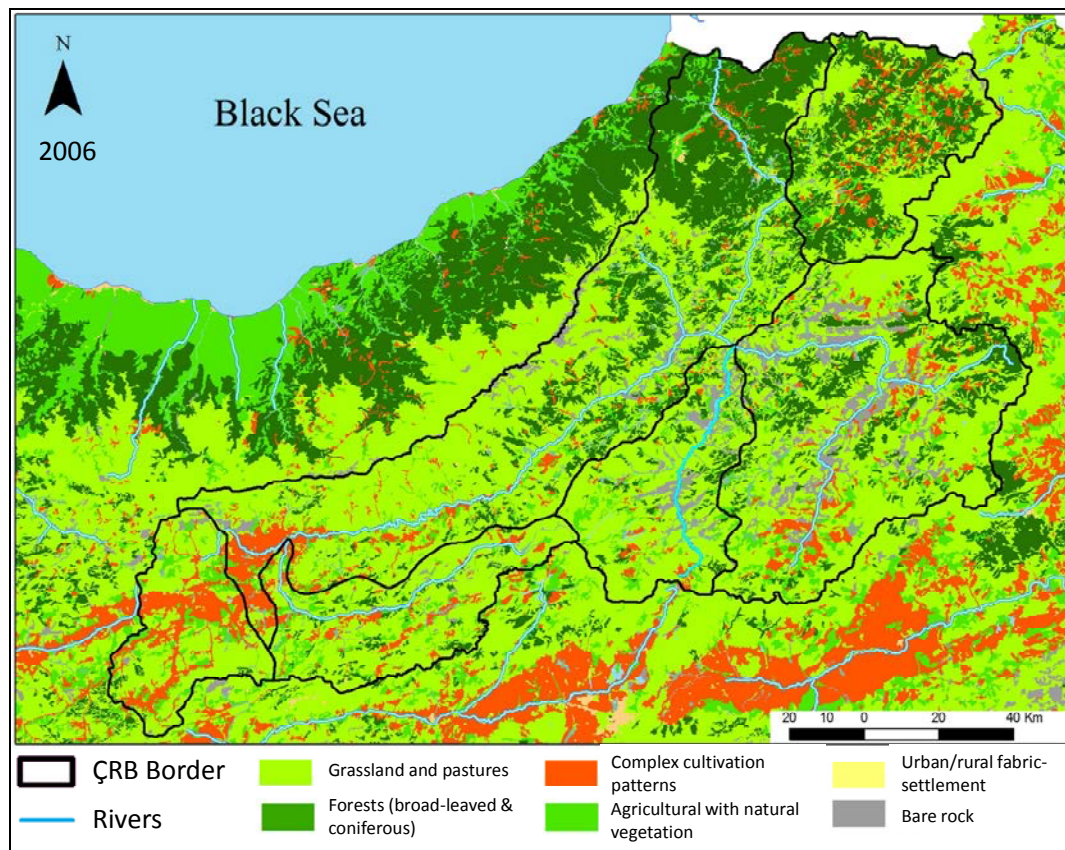 N
2006
Black Sea
20 10 0 20 40 Km
ÇRB Border
Rivers
Grassland and pastures
Forests (broad-leaved &
coniferous)
Complex cultivation
patterns
Agricultural with natural
vegetation
Urban/rural fabric-
settlement
Bare rock